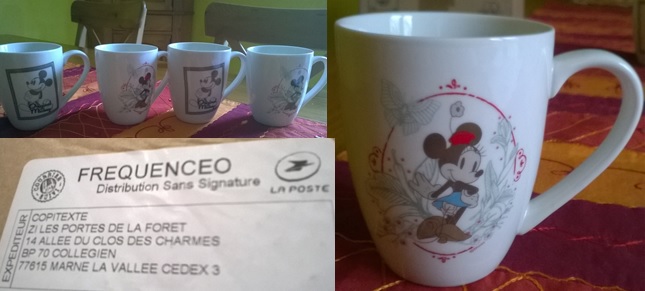 FREQUENCEO
Distribution Sans Signature
LA POSTE
EXPEDITEUR
COPITEXTE
ZI LES PORTES DE LA FORET
14 ALLEE DU CLOS DES CHARMES
BP 70 COLLEGIEN
77615 MARNE LA VALLEE CEDEX 3